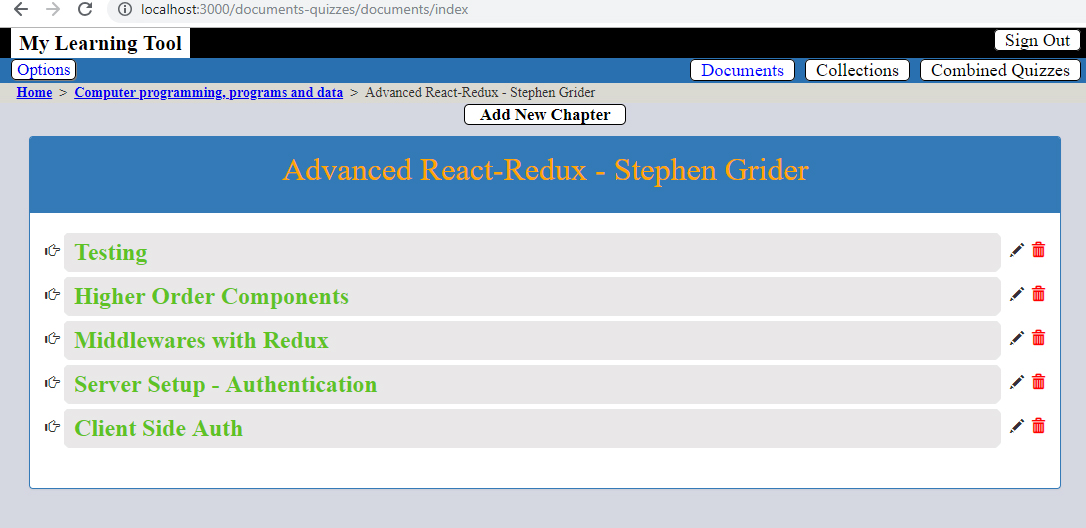 localhost:3000/documents-quizzes/documents/index
My Learning Tool
Sign Out
Options
Documents
Collections
Combined Quizzes
Home > Computer programming, programs and data > Advanced React-Redux - Stephen Grider
Add New Chapter
Advanced React-Redux - Stephen Grider
Testing
Higher Order Components
Middlewares with Redux
Server Setup - Authentication
Client Side Auth